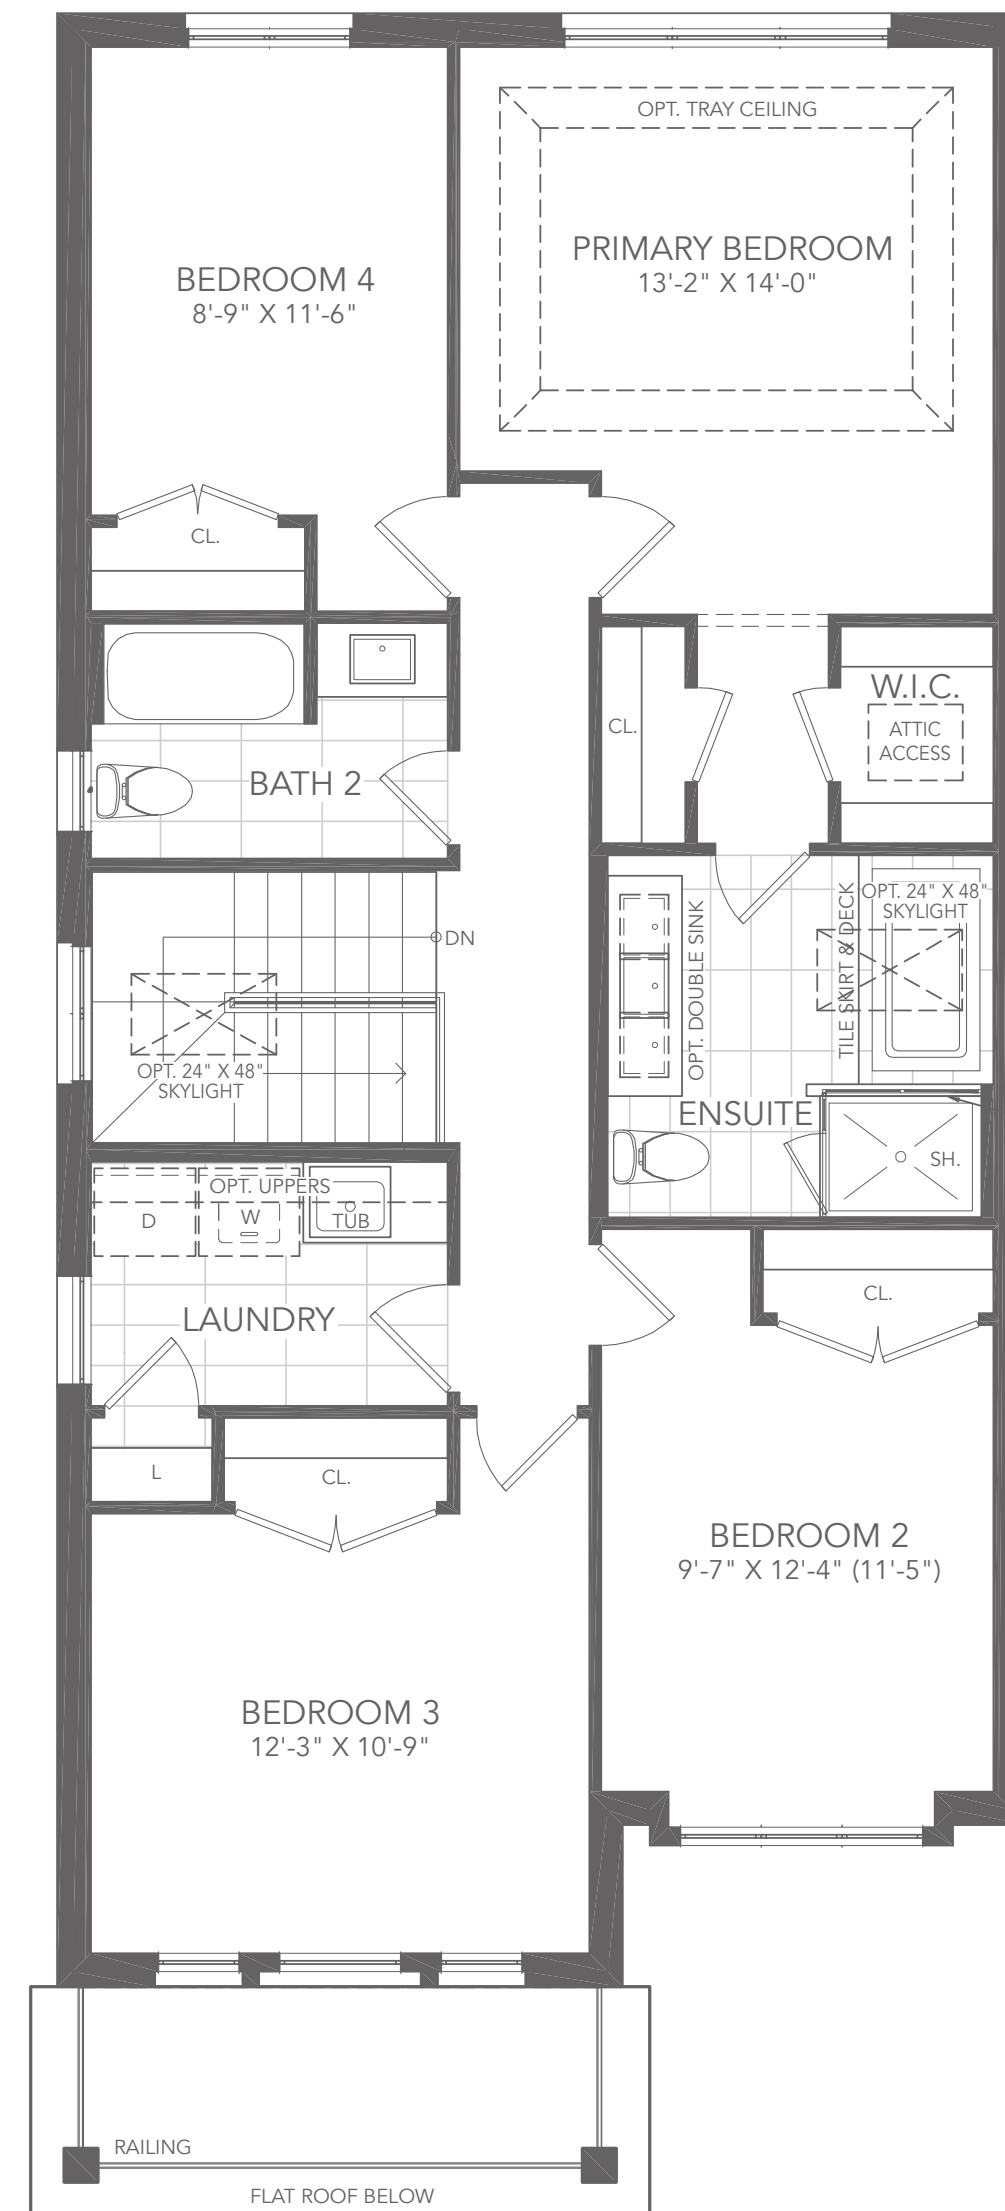 OPT. TRAY CEILING
PRIMARY BEDROOM
13'-2" X 14'-0"
BEDROOM 4
8'-9" X 11'-6"
CL.
BATH 2
CL.
W.I.C.
ATTIC
ACCESS
OPT. 24" X 48"
SKYLIGHT
TILE SKIRT & DECK
OPT. DOUBLE SINK
ENSUITE
SH.
DN
OPT. 24" X 48"
SKYLIGHT
OPT. UPPERS
D
W
TUB
LAUNDRY
L
CL.
CL.
BEDROOM 2
9'-7" X 12'-4" (11'-5")
BEDROOM 3
12'-3" X 10'-9"
RAILING
FLAT ROOF BELOW